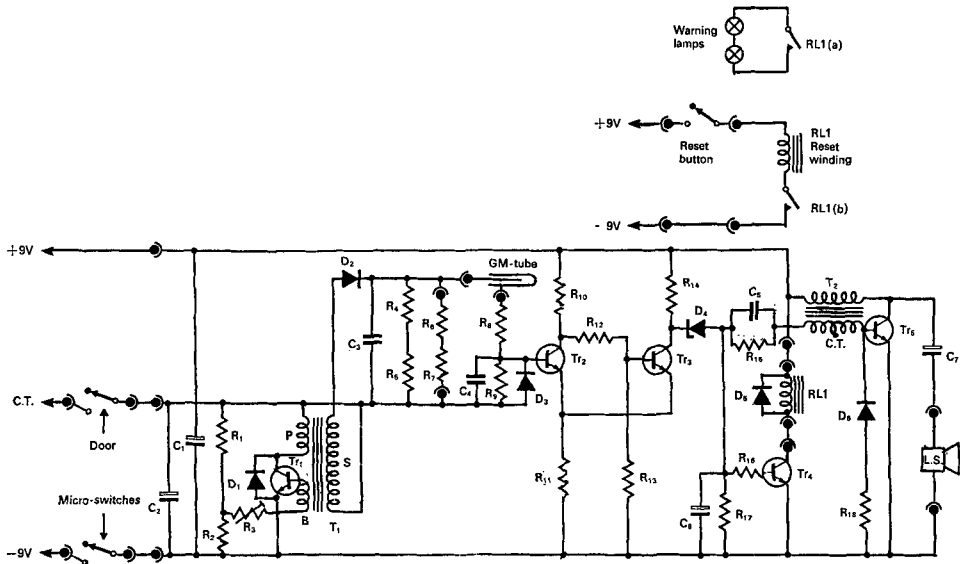 Warning
lamps
RL1(a)
+9V
Reset
button
RL1
Reset
winding
RL1(b)
- 9V
+9V
D2
GM-tube
R4
R6
R8
R10
R12
R14
D4
C5
R16
T2
C.T.
Tr5
C7
C3
R5
R7
C4
R9
D3
Tr2
Tr3
D5
RL1
D6
L.S.
C.T.
Door
C1
R1
P
S
Tr1
D1
R11
R13
R15
Tr4
Micro-switches
C2
R2
R3
B
T1
C6
R17
R18
-9V